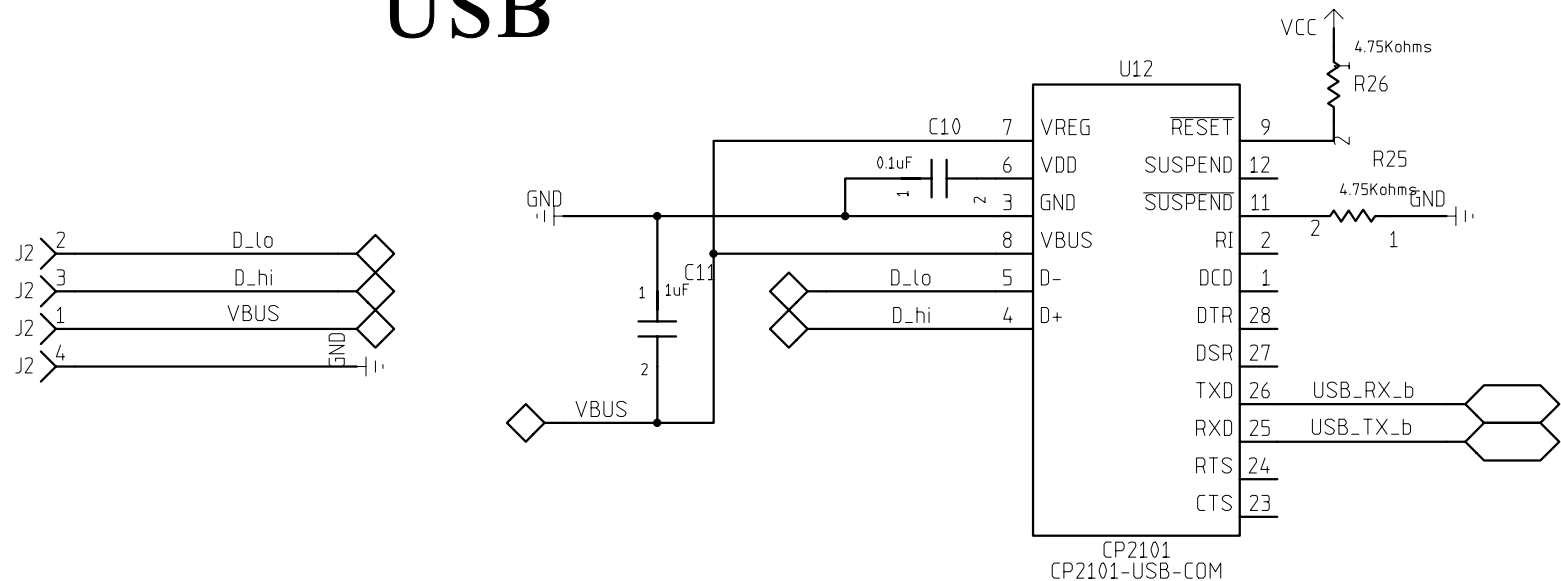 USB
VCC
4.75Kohms
1
R26
2
U12
C10 7 VREG RESET 9
0.1uF 6 VDD SUSPEND 12
R25
1 2
4.75Kohms
GND 3 GND SUSPEND 11 GND
2 1
J2 2 D_lo
8 VBUS RI 2
C11
J2 3 D_hi
D_lo 5 D- DCD 1
1 1uF
J2 1 VBUS
D_hi 4 D+ DTR 28
GND
J2 4
DSR 27
2
TXD 26 USB_RX_b
VBUS
RXD 25 USB_TX_b
RTS 24
CTS 23
CP2101
CP2101-USB-COM